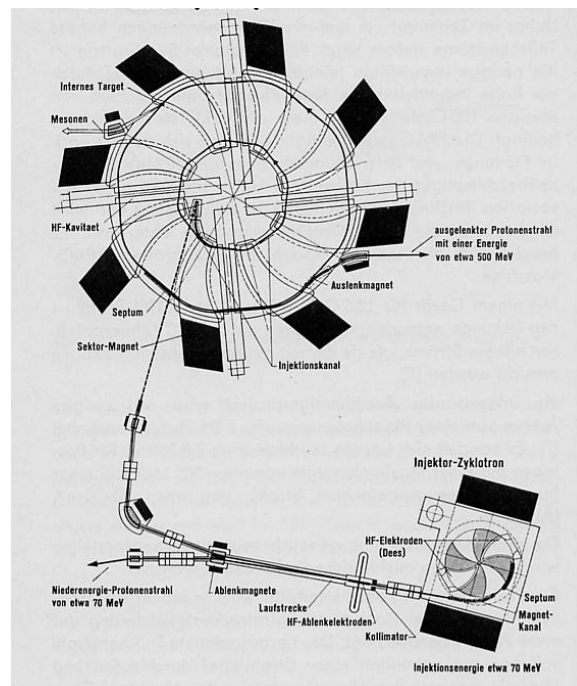 Internes Target
Mesonen
HF-Kavitaet
ausgelenkter Protonenstrahl
mit einer Energie
von etwa 500 MeV
Auslenkmagnet
Septum
Sektor-Magnet
Injektionskanal
Injektor-Zyklotron
HF-Elektroden
(Dees)
Niederenergie-Protonenstrahl
von etwa 70 MeV
Ablenkmagnete
Laufstrecke
HF-Ablenkelektroden
Kollimator
Septum
Magnet-
Kanal
Injektionsenergie etwa 70 MeV